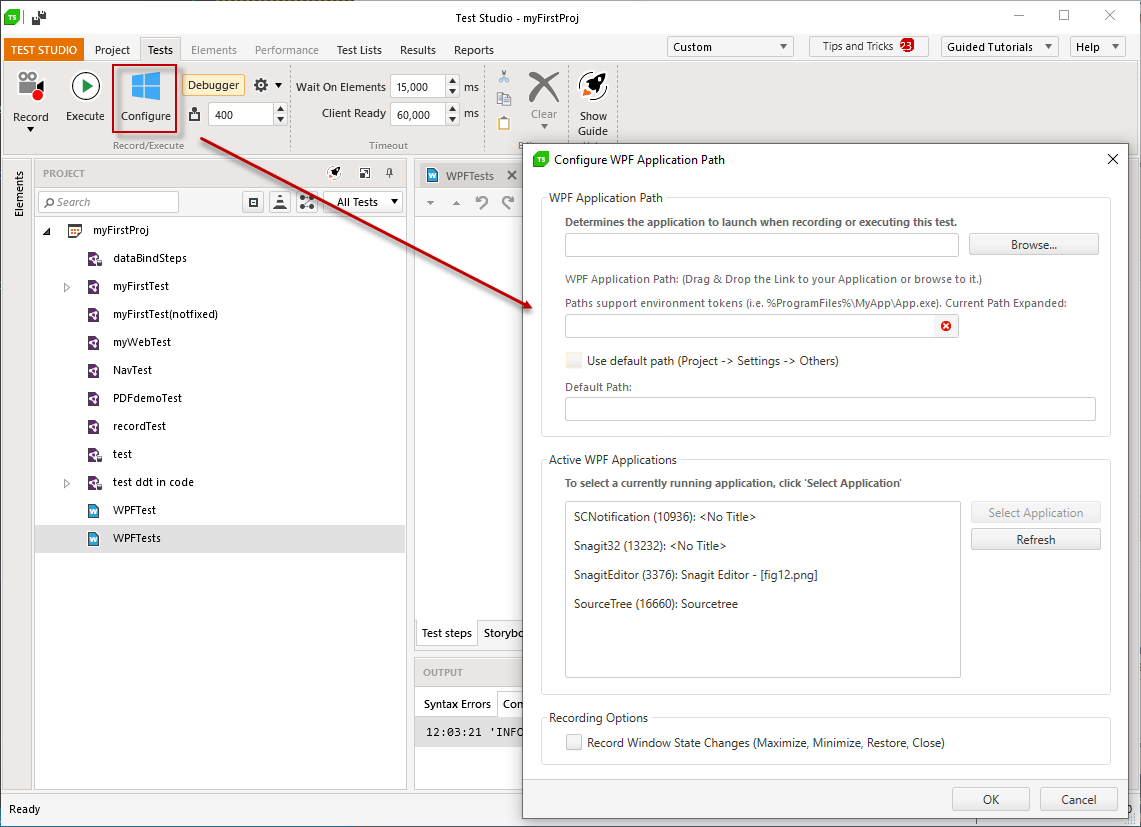 TS
Test Studio - myFirstProj
TEST STUDIO Project Tests Elements Performance Test Lists Results Reports Custom Tips and Tricks 23 Guided Tutorials Help
Debugger
Wait On Elements 15,000 ms
Record Execute Configure 400 Client Ready 60,000 ms Clear Show Guide
Record/Execute Timeout
Elements
PROJECT
Search All Tests
myFirstProj
dataBindSteps
myFirstTest
myFirstTest(notfixed)
myWebTest
NavTest
PDFdemoTest
recordTest
test
test ddt in code
WPFTest
WPFTests
WPFTests
Test steps Storybo
OUTPUT
Syntax Errors Com
12:03:21 'INFO
Ready
TS Configure WPF Application Path
WPF Application Path
Determines the application to launch when recording or executing this test.
Browse...
WPF Application Path: (Drag & Drop the Link to your Application or browse to it.)
Paths support environment tokens (i.e. %ProgramFiles%\MyApp\App.exe). Current Path Expanded:
Use default path (Project -> Settings -> Others)
Default Path:
Active WPF Applications
To select a currently running application, click 'Select Application'
SCNotification (10936): <No Title>
Snagit32 (13232): <No Title>
SnagitEditor (3376): Snagit Editor - [fig12.png]
SourceTree (16660): Sourcetree
Select Application
Refresh
Recording Options
Record Window State Changes (Maximize, Minimize, Restore, Close)
OK Cancel